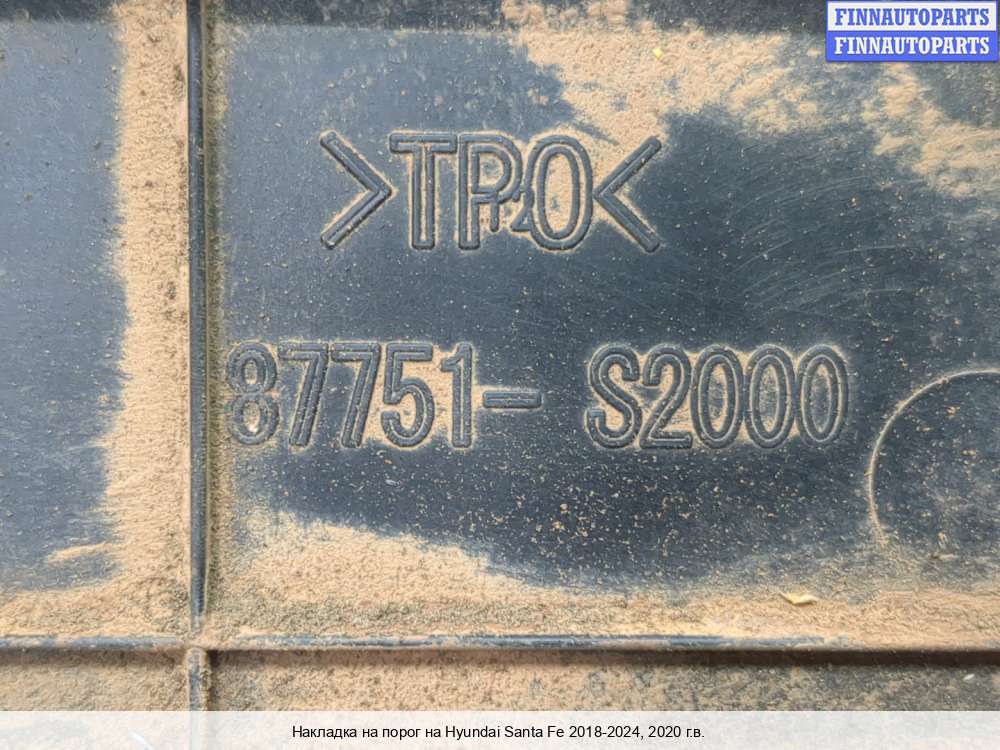 FINNAUTOPARTS
FINNAUTOPARTS
>TPO<
87751- S2000
Накладка на порог на Hyundai Santa Fe 2018-2024, 2020 г.в.